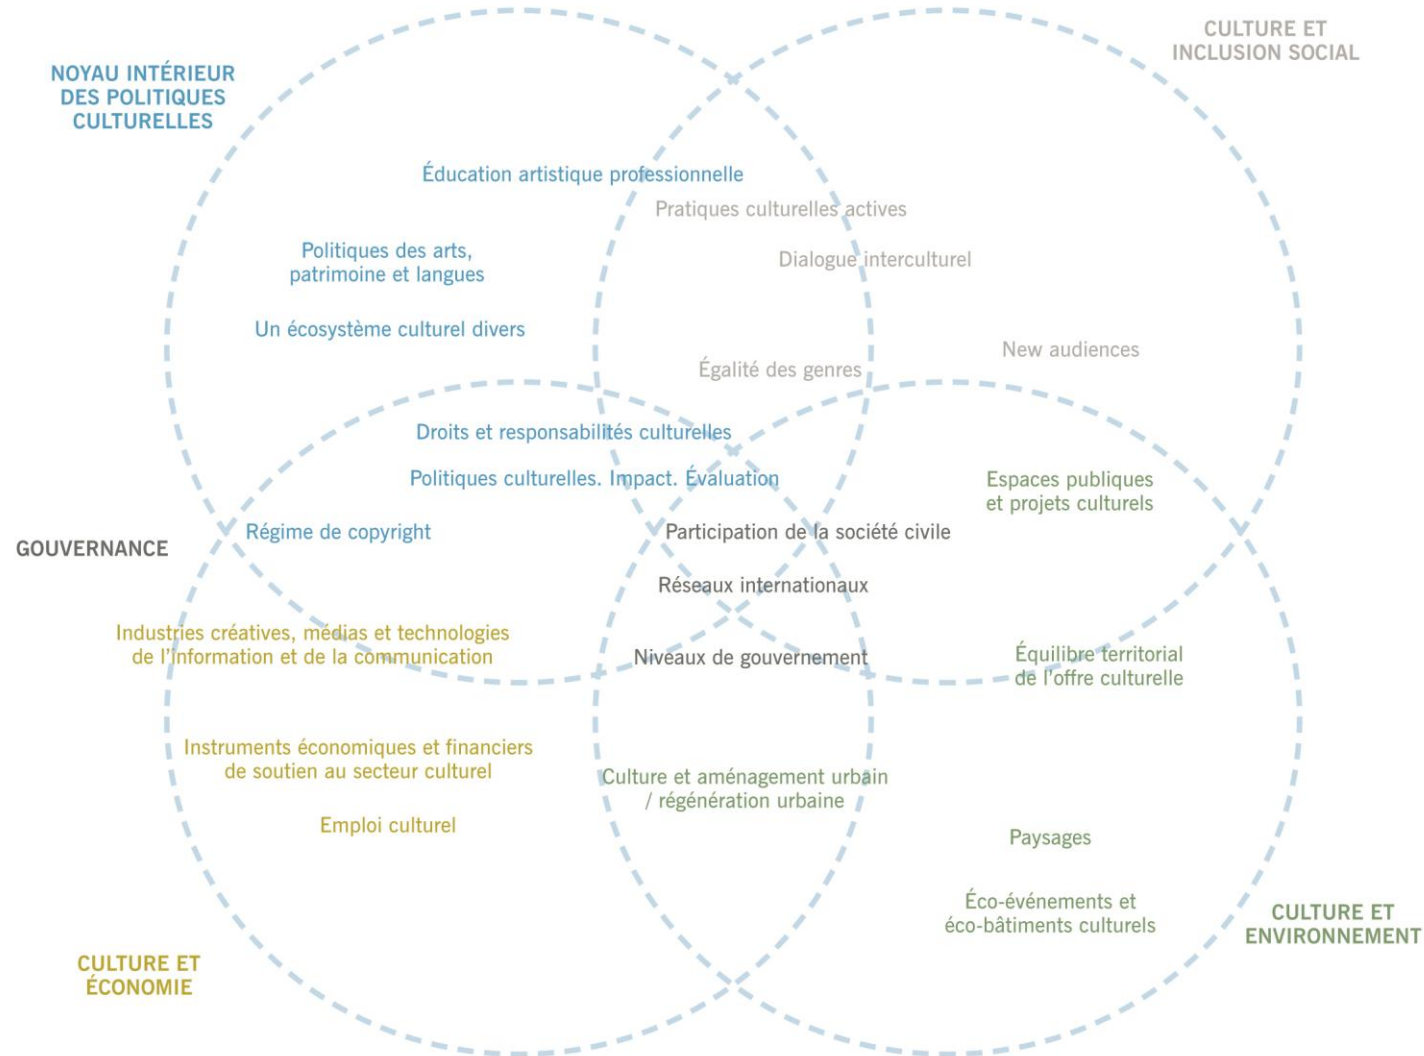 CULTURE ET
INCLUSION SOCIAL
NOYAU INTÉRIEUR
DES POLITIQUES
CULTURELLES
Éducation artistique professionnelle
Pratiques culturelles actives
Politiques des arts,
patrimoine et langues
Dialogue interculturel
Un écosystème culturel divers
New audiences
Égalité des genres
Droits et responsabilités culturelles
Politiques culturelles. Impact. Évaluation
Espaces publiques
et projets culturels
Régime de copyright
Participation de la société civile
GOUVERNANCE
Réseaux internationaux
Industries créatives, médias et technologies
de l'information et de la communication
Niveaux de gouvernement
Équilibre territorial
de l'offre culturelle
Instruments économiques et financiers
de soutien au secteur culturel
Culture et aménagement urbain
/ régénération urbaine
Emploi culturel
Paysages
Éco-événements et
éco-bâtiments culturels
CULTURE ET
ENVIRONNEMENT
CULTURE ET
ÉCONOMIE